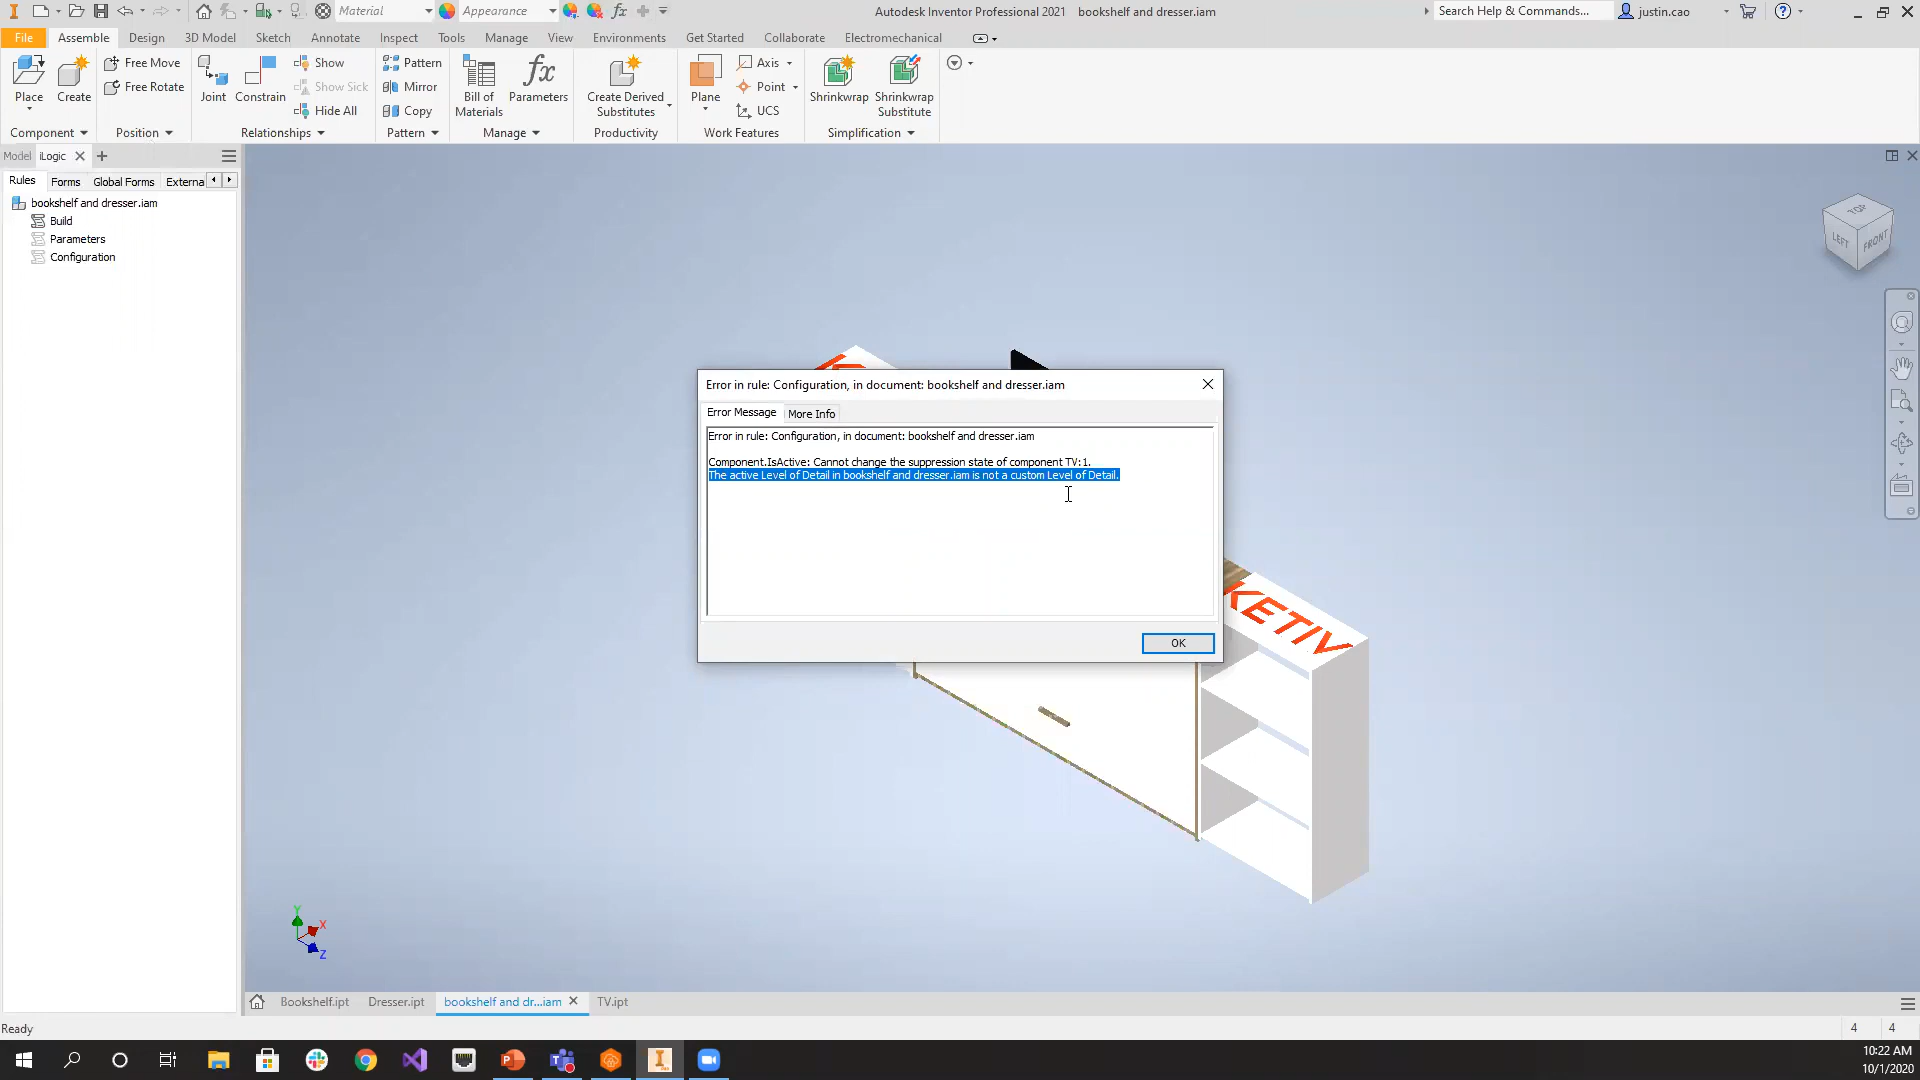 Material
Appearance
fx
Autodesk Inventor Professional 2021 bookshelf and dresser.iam
Search Help & Commands...
justin.cao
File Assemble Design 3D Model Sketch Annotate Inspect Tools Manage View Environments Get Started Collaborate Electromechanical
Place
Create
Free Move
Free Rotate
Joint
Constrain
Show
Show Sick
Hide All
Pattern
Mirror
Copy
Bill of
Materials
fx
Parameters
Create Derived
Substitutes
Plane
Axis
Point
UCS
Shrinkwrap
Shrinkwrap
Substitute
Component Position Relationships Pattern Manage Productivity Work Features Simplification
Model iLogic
Rules Forms Global Forms Externa
bookshelf and dresser.iam
Build
Parameters
Configuration
TOP
LEFT
FRONT
Error in rule: Configuration, in document: bookshelf and dresser.iam
Error Message More Info
Error in rule: Configuration, in document: bookshelf and dresser.iam
Component.IsActive: Cannot change the suppression state of component TV:1.
The active Level of Detail in bookshelf and dresser.iam is not a custom Level of Detail.
OK
KETIV
Y
X
Z
Bookshelf.ipt Dresser.ipt bookshelf and dr...iam TV.ipt
Ready
4 4
10:22 AM
10/1/2020